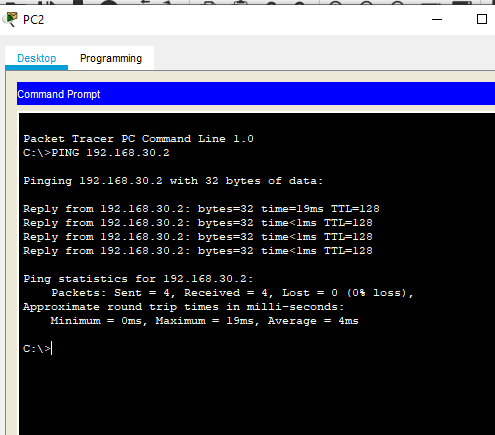 PC2
Desktop Programming
Command Prompt
Packet Tracer PC Command Line 1.0
C:\>PING 192.168.30.2
Pinging 192.168.30.2 with 32 bytes of data:
Reply from 192.168.30.2: bytes=32 time=19ms TTL=128
Reply from 192.168.30.2: bytes=32 time<1ms TTL=128
Reply from 192.168.30.2: bytes=32 time<1ms TTL=128
Reply from 192.168.30.2: bytes=32 time<1ms TTL=128
Ping statistics for 192.168.30.2:
Packets: Sent = 4, Received = 4, Lost = 0 (0% loss),
Approximate round trip times in milli-seconds:
Minimum = 0ms, Maximum = 19ms, Average = 4ms
C:\>